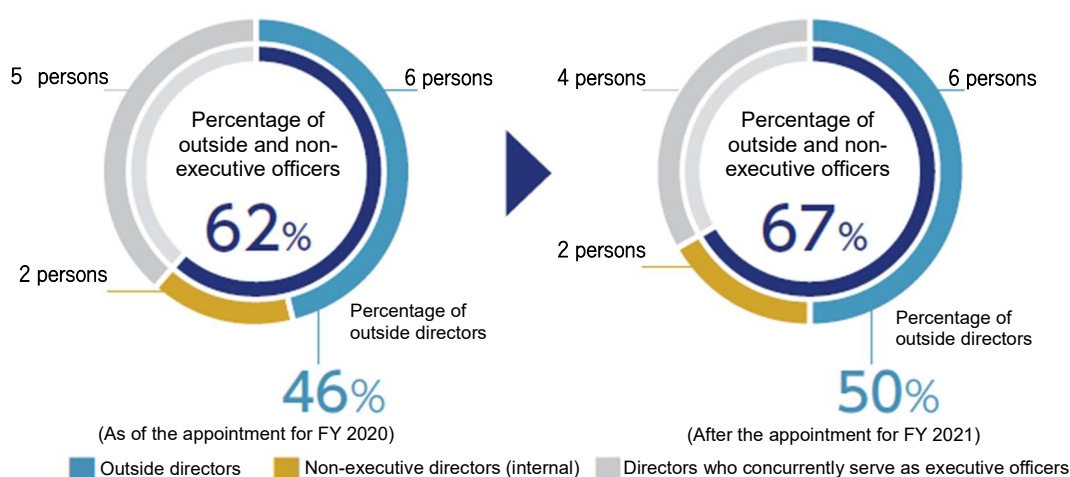 5 persons
6 persons
Percentage of
outside and non-
executive officers
62%
2 persons
Percentage of
outside directors
46%
(As of the appointment for FY 2020)
4 persons
6 persons
Percentage of
outside and non-
executive officers
67%
2 persons
Percentage of
outside directors
50%
(After the appointment for FY 2021)
Outside directors
Non-executive directors (internal)
Directors who concurrently serve as executive officers